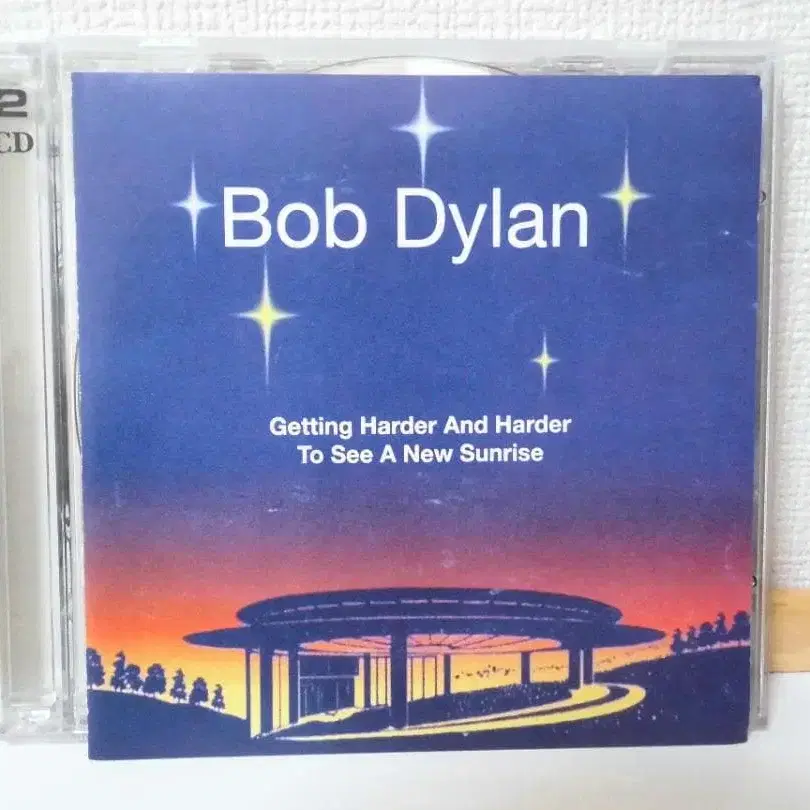 2
CD
Bob Dylan
Getting Harder And Harder
To See A New Sunrise